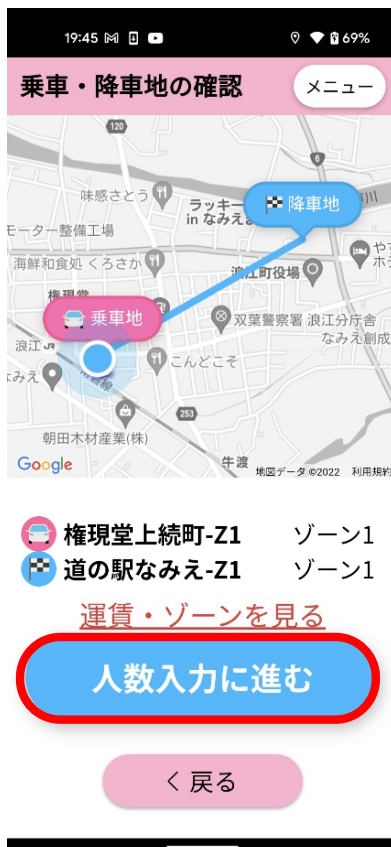 19:45
69%
乗車・降車地の確認
メニュー
120
6
味感さとう
ラッキー
降車地
in なみえ
モーター整備工場
海鮮和食処 くろさか
浪江町役場
権現堂
乗車地
双葉警察署 浪江分庁舎
浪江
なみえ創成
こんどこそ
253
朝田木材産業(株)
牛渡
Google
地図データ ©2022 利用規約
権現堂上続町-Z1 ゾーン1
道の駅なみえ-Z1 ゾーン1
運賃・ゾーンを見る
人数入力に進む
< 戻る